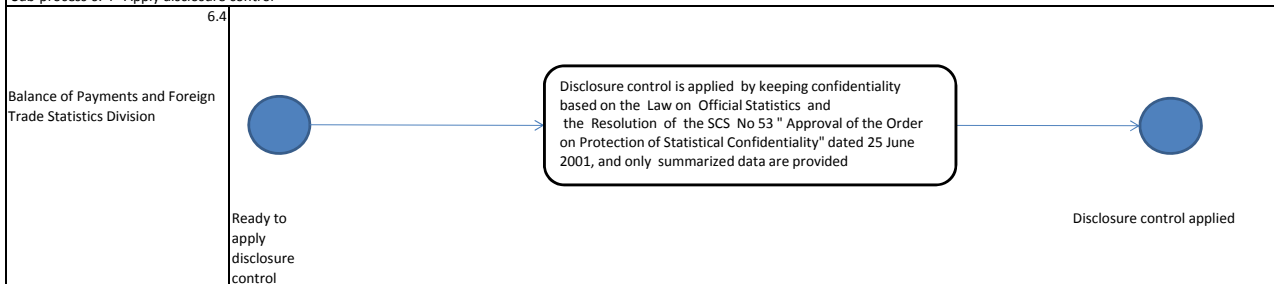 6.4
Balance of Payments and Foreign
Trade Statistics Division
Disclosure control is applied by keeping confidentiality
based on the Law on Official Statistics and
the Resolution of the SCS No 53 " Approval of the Order
on Protection of Statistical Confidentiality" dated 25 June
2001, and only summarized data are provided
Ready to
apply
disclosure
control
Disclosure control applied